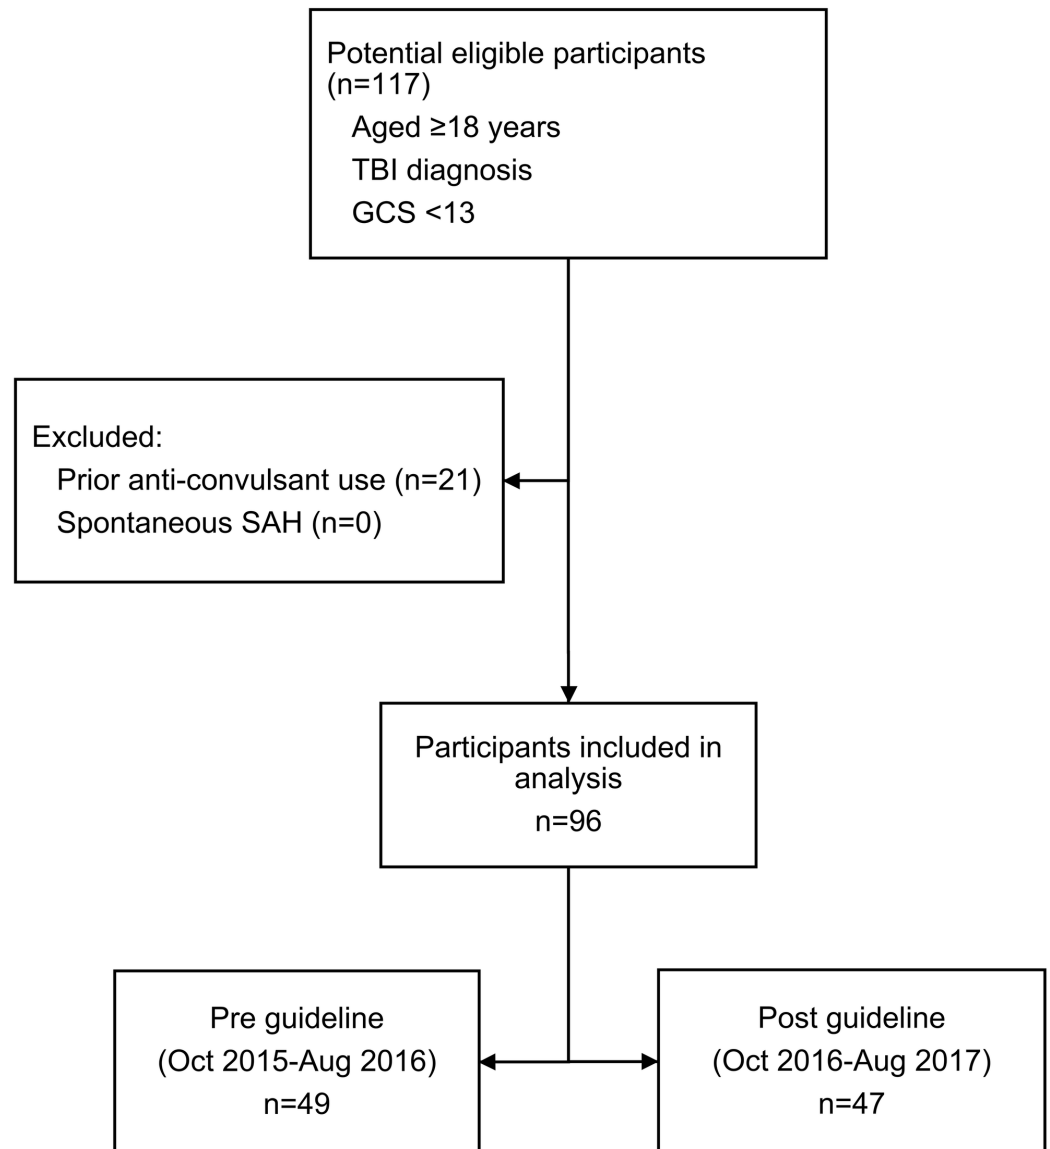 Potential eligible participants
(n=117)
Aged ≥18 years
TBI diagnosis
GCS <13
Excluded:
Prior anti-convulsant use (n=21)
Spontaneous SAH (n=0)
Participants included in
analysis
n=96
Pre guideline
(Oct 2015-Aug 2016)
n=49
Post guideline
(Oct 2016-Aug 2017)
n=47